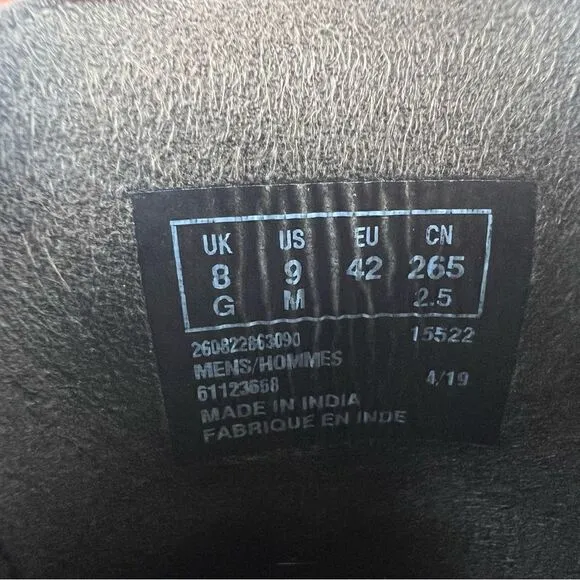 UK US EU CN
8 9 42 265
G M 2.5
260822863090 15522
MENS/HOMMES
61123668 4/19
MADE IN INDIA
FABRIQUE EN INDE